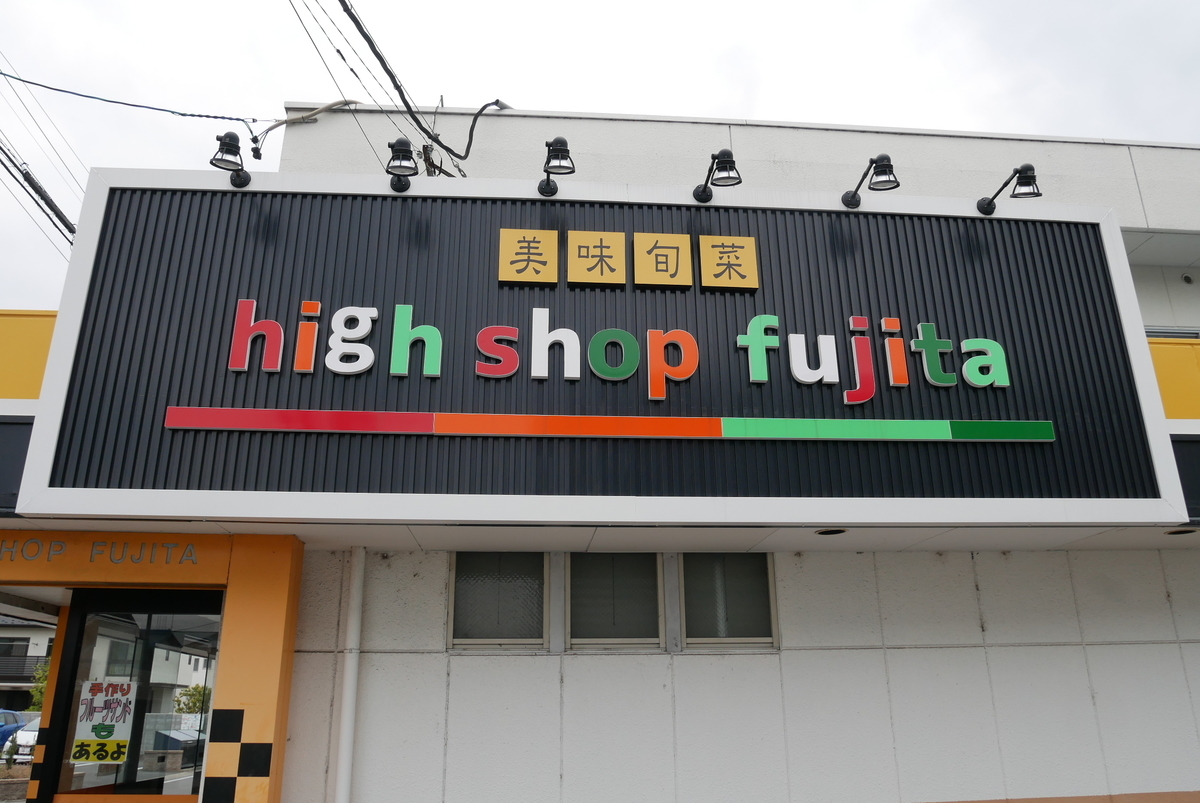 美味旬菜
high shop fujita
HOP FUJITA
手作り
フルーツサンド
も
あるよ